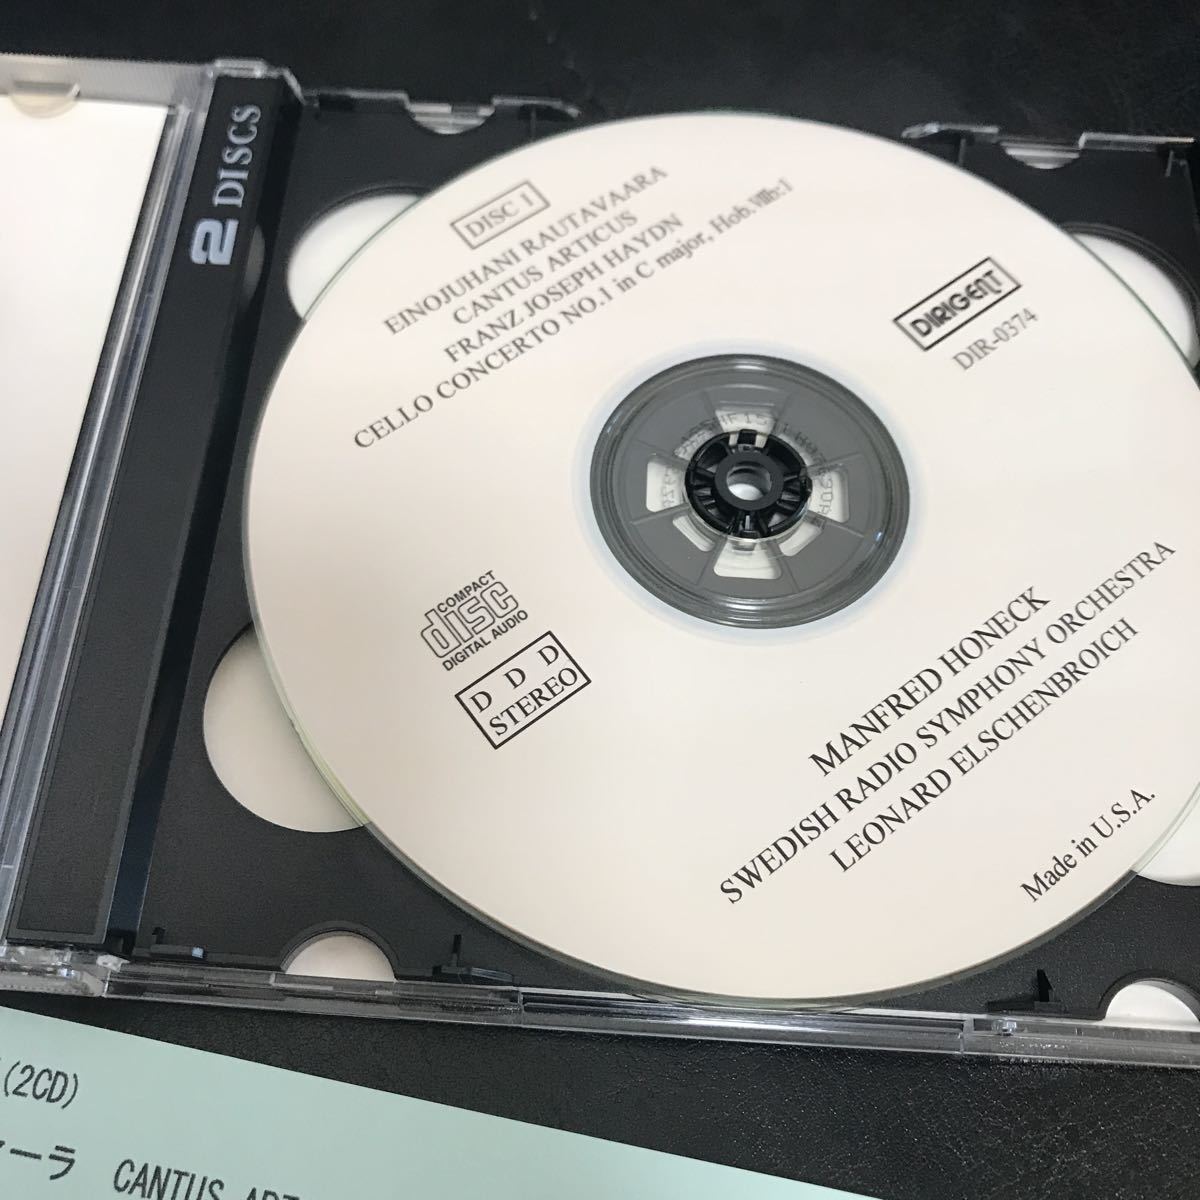 2 DISCS
DISC 1
EINOJUHANI RAUTAVAARA
CANTUS ARTICUS
FRANZ JOSEPH HAYDN
CELLO CONCERTO NO.1 in C major, Hob.VIIb:1
DIRIGENT
DIR-0374
COMPACT
disc
DIGITAL AUDIO
D D D
STEREO
MANFRED HONECK
SWEDISH RADIO SYMPHONY ORCHESTRA
LEONARD ELSCHENBROICH
Made in U.S.A.
(2CD)
ーラ CANTUS